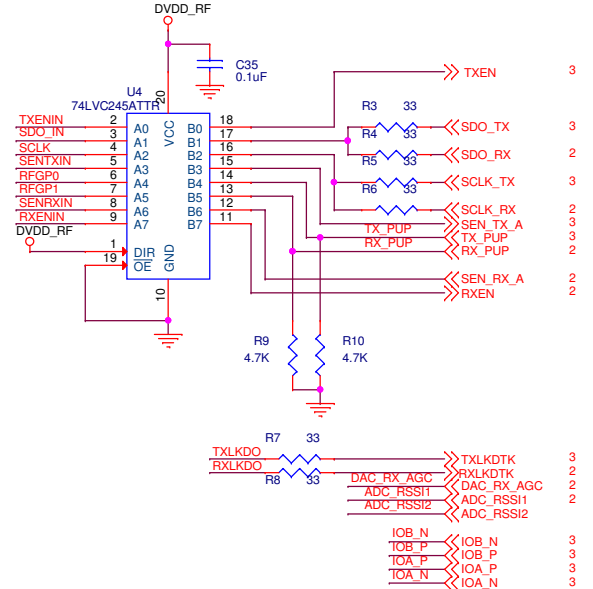 DVDD_RF
C35
0.1uF
U4
74LVC245ATTR
20
VCC
TXENIN 2 A0 B0 18
SDO_IN 3 A1 B1 17
SCLK 4 A2 B2 16
SENTXIN 5 A3 B3 15
RFGP0 6 A4 B4 14
RFGP1 7 A5 B5 13
SENRXIN 8 A6 B6 12
RXENIN 9 A7 B7 11
DVDD_RF
1 DIR
19 OE
GND
10
TXEN 3
R3 33
SDO_TX 3
R4 33
SDO_RX 2
R5 33
SCLK_TX 3
R6 33
SCLK_RX 2
SEN_TX_A 3
TX_PUP TX_PUP 3
RX_PUP RX_PUP 2
SEN_RX_A 2
RXEN 2
R9
4.7K
R10
4.7K
R7 33
TXLKDO TXLKDTK 3
RXLKDO RXLKDTK 2
R8 33
DAC_RX_AGC DAC_RX_AGC 2
ADC_RSSI1 ADC_RSSI1 2
ADC_RSSI2 ADC_RSSI2
IOB_N IOB_N 3
IOB_P IOB_P 3
IOA_P IOA_P 3
IOA_N IOA_N 3